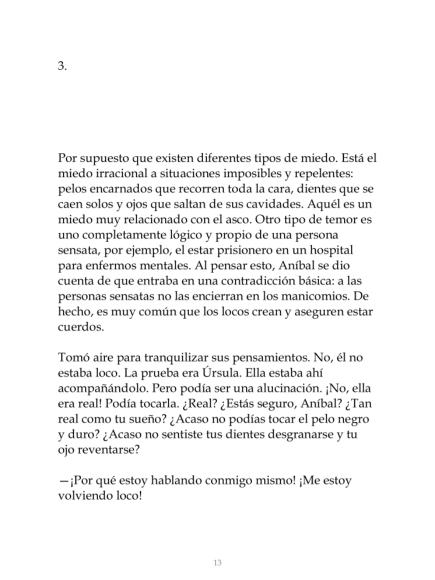 3.
Por supuesto que existen diferentes tipos de miedo. Está el
miedo irracional a situaciones imposibles y repelentes:
pelos encarnados que recorren toda la cara, dientes que se
caen solos y ojos que saltan de sus cavidades. Aquél es un
miedo muy relacionado con el asco. Otro tipo de temor es
uno completamente lógico y propio de una persona
sensata, por ejemplo, el estar prisionero en un hospital
para enfermos mentales. Al pensar esto, Aníbal se dio
cuenta de que entraba en una contradicción básica: a las
personas sensatas no las encierran en los manicomios. De
hecho, es muy común que los locos crean y aseguren estar
cuerdos.
Tomó aire para tranquilizar sus pensamientos. No, él no
estaba loco. La prueba era Úrsula. Ella estaba ahí
acompañándolo. Pero podía ser una alucinación. ¡No, ella
era real! Podía tocarla. ¿Real? ¿Estás seguro, Aníbal? ¿Tan
real como tu sueño? ¿Acaso no podías tocar el pelo negro
y duro? ¿Acaso no sentiste tus dientes desgranarse y tu
ojo reventarse?
—¡Por qué estoy hablando conmigo mismo! ¡Me estoy
volviendo loco!
13